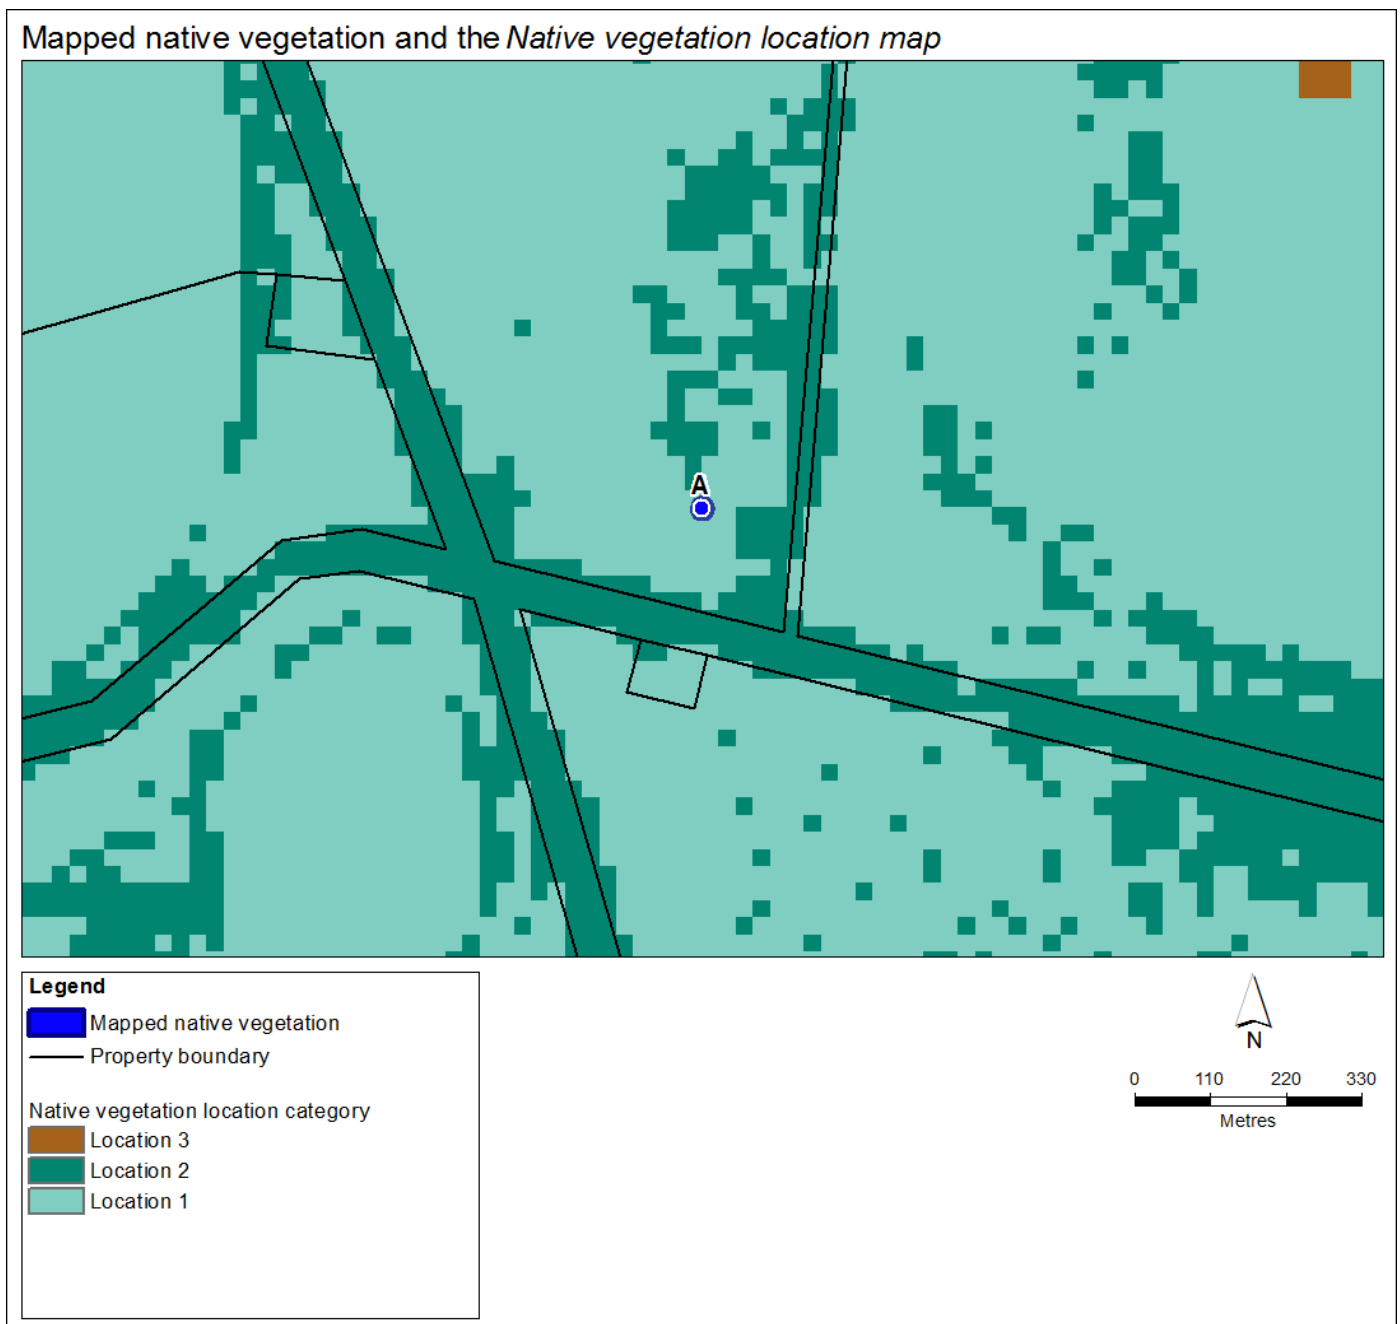 Mapped native vegetation and the Native vegetation location map
A
Legend
Mapped native vegetation
Property boundary
Native vegetation location category
Location 3
Location 2
Location 1
N
0 110 220 330
Metres